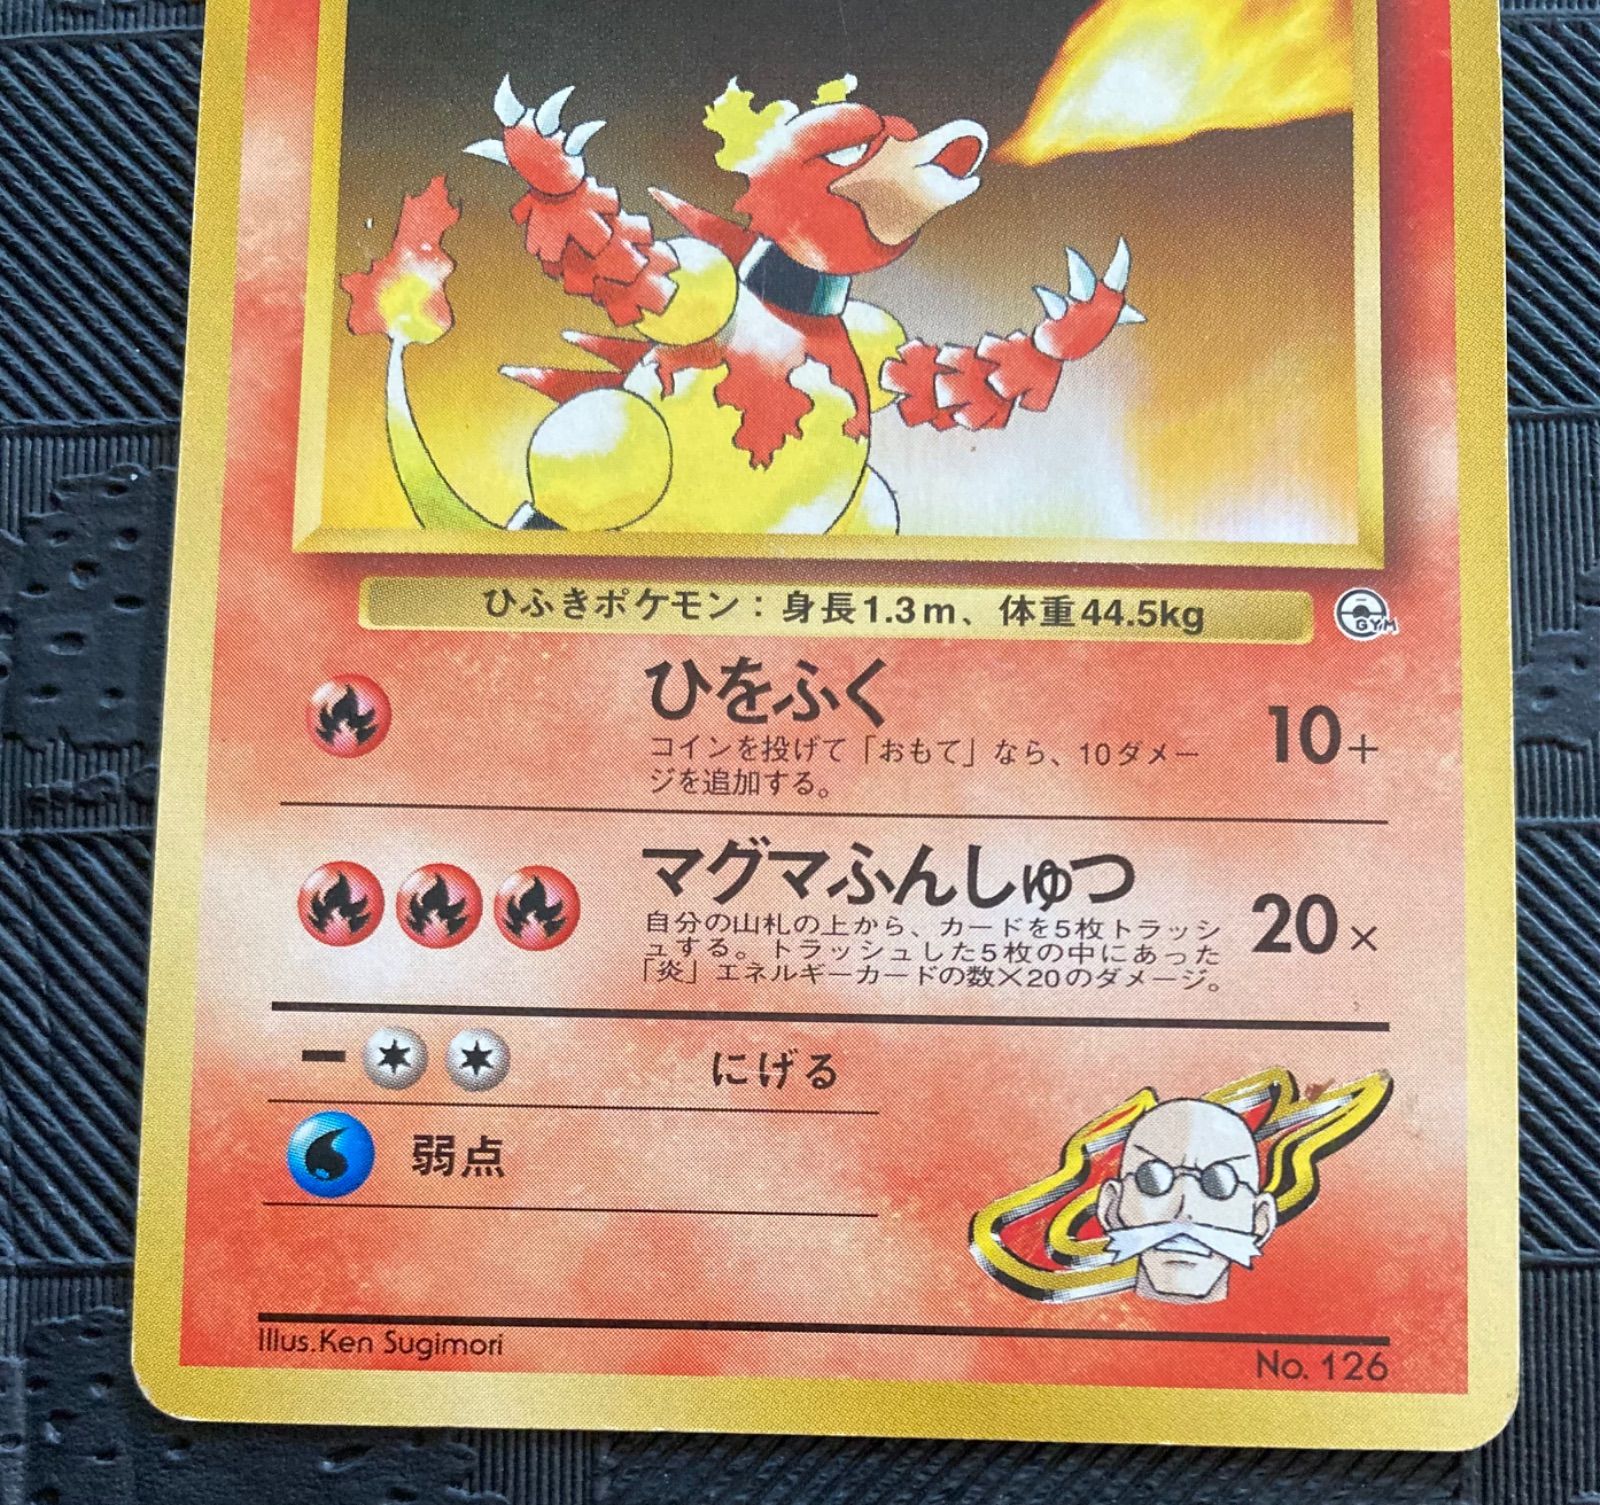 ひふきポケモン：身長1.3m、体重44.5kg
GYM
ひをふく
10+
コインを投げて「おもて」なら、10ダメー
ジを追加する。
マグマふんしゅつ
20×
自分の山札の上から、カードを5枚トラッシ
ュする。トラッシュした5枚の中にあった
「炎」エネルギーカードの数×20のダメージ。
にげる
弱点
Illus.Ken Sugimori
No. 126